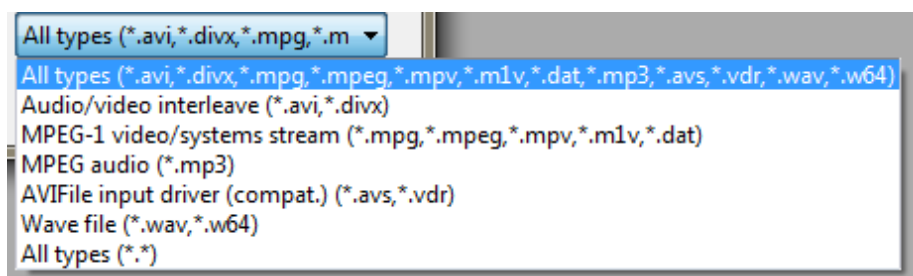 All types (*.avi,*.divx,*.mpg,*.m
All types (*.avi,*.divx,*.mpg,*.mpeg,*.mpv,*.m1v,*.dat,*.mp3,*.avs,*.vdr,*.wav,*.w64)
Audio/video interleave (*.avi,*.divx)
MPEG-1 video/systems stream (*.mpg,*.mpeg,*.mpv,*.m1v,*.dat)
MPEG audio (*.mp3)
AVIFile input driver (compat.) (*.avs,*.vdr)
Wave file (*.wav,*.w64)
All types (*.*)